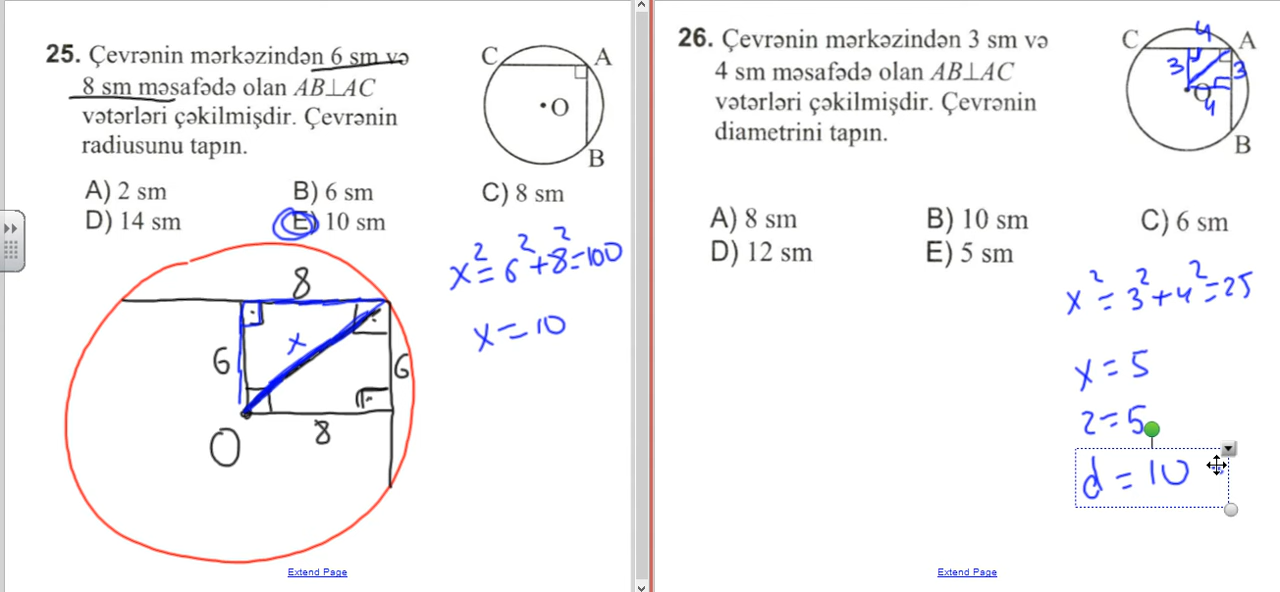 25. Çevrənin mərkəzindən 6 sm və
8 sm məsafədə olan AB⊥AC
vətərləri çəkilmişdir. Çevrənin
radiusunu tapın.
C
A
O
B
A) 2 sm
B) 6 sm
C) 8 sm
D) 14 sm
E) 10 sm
8
6
x
6
8
O
x²=6²+8²=100
x=10
Extend Page
26. Çevrənin mərkəzindən 3 sm və
4 sm məsafədə olan AB⊥AC
vətərləri çəkilmişdir. Çevrənin
diametrini tapın.
4
C
A
3
3
O
4
B
A) 8 sm
B) 10 sm
C) 6 sm
D) 12 sm
E) 5 sm
x²=3²+4²=25
x=5
r=5
d=10
Extend Page